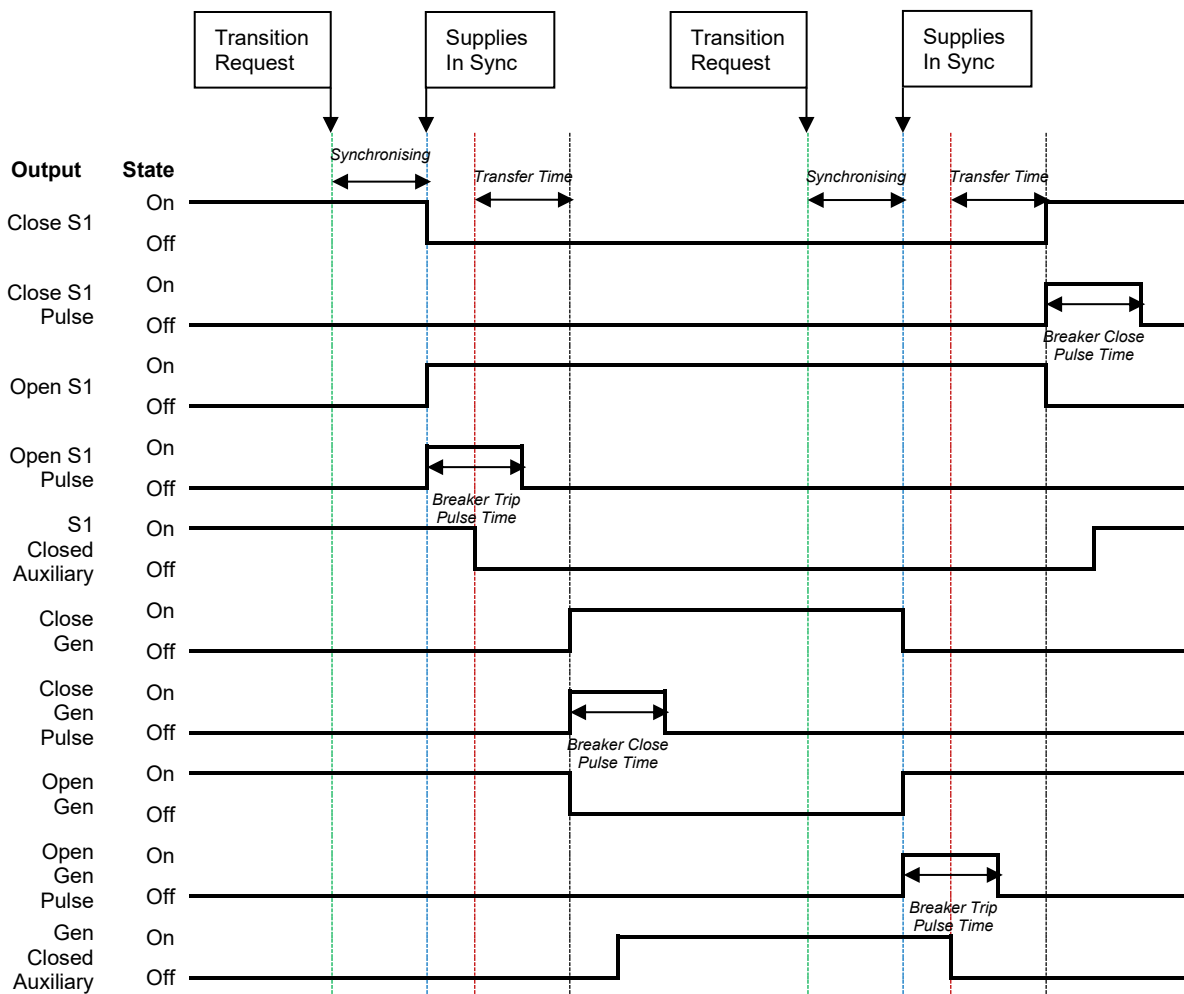 Transition
Request
Supplies
In Sync
Transition
Request
Supplies
In Sync
Output State
Synchronising
Transfer Time
Synchronising
Transfer Time
Close S1
On
Off
Close S1
Pulse
On
Off
Breaker Close
Pulse Time
Open S1
On
Off
Open S1
Pulse
On
Off
Breaker Trip
Pulse Time
S1
Closed
Auxiliary
On
Off
Close
Gen
On
Off
Close
Gen
Pulse
On
Off
Breaker Close
Pulse Time
Open
Gen
On
Off
Open
Gen
Pulse
On
Off
Breaker Trip
Pulse Time
Gen
Closed
Auxiliary
On
Off